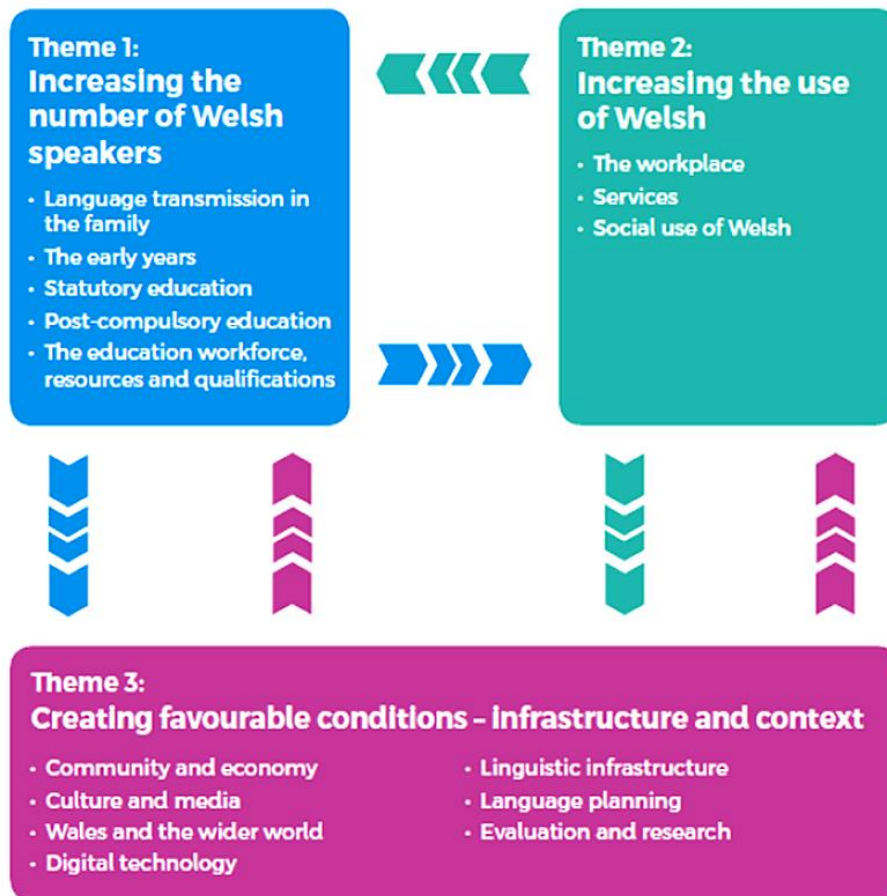 Theme 1:
Increasing the
number of Welsh
speakers
• Language transmission in
the family
• The early years
• Statutory education
• Post-compulsory education
• The education workforce,
resources and qualifications
Theme 2:
Increasing the use
of Welsh
• The workplace
• Services
• Social use of Welsh
Theme 3:
Creating favourable conditions – infrastructure and context
• Community and economy
• Culture and media
• Wales and the wider world
• Digital technology
• Linguistic infrastructure
• Language planning
• Evaluation and research